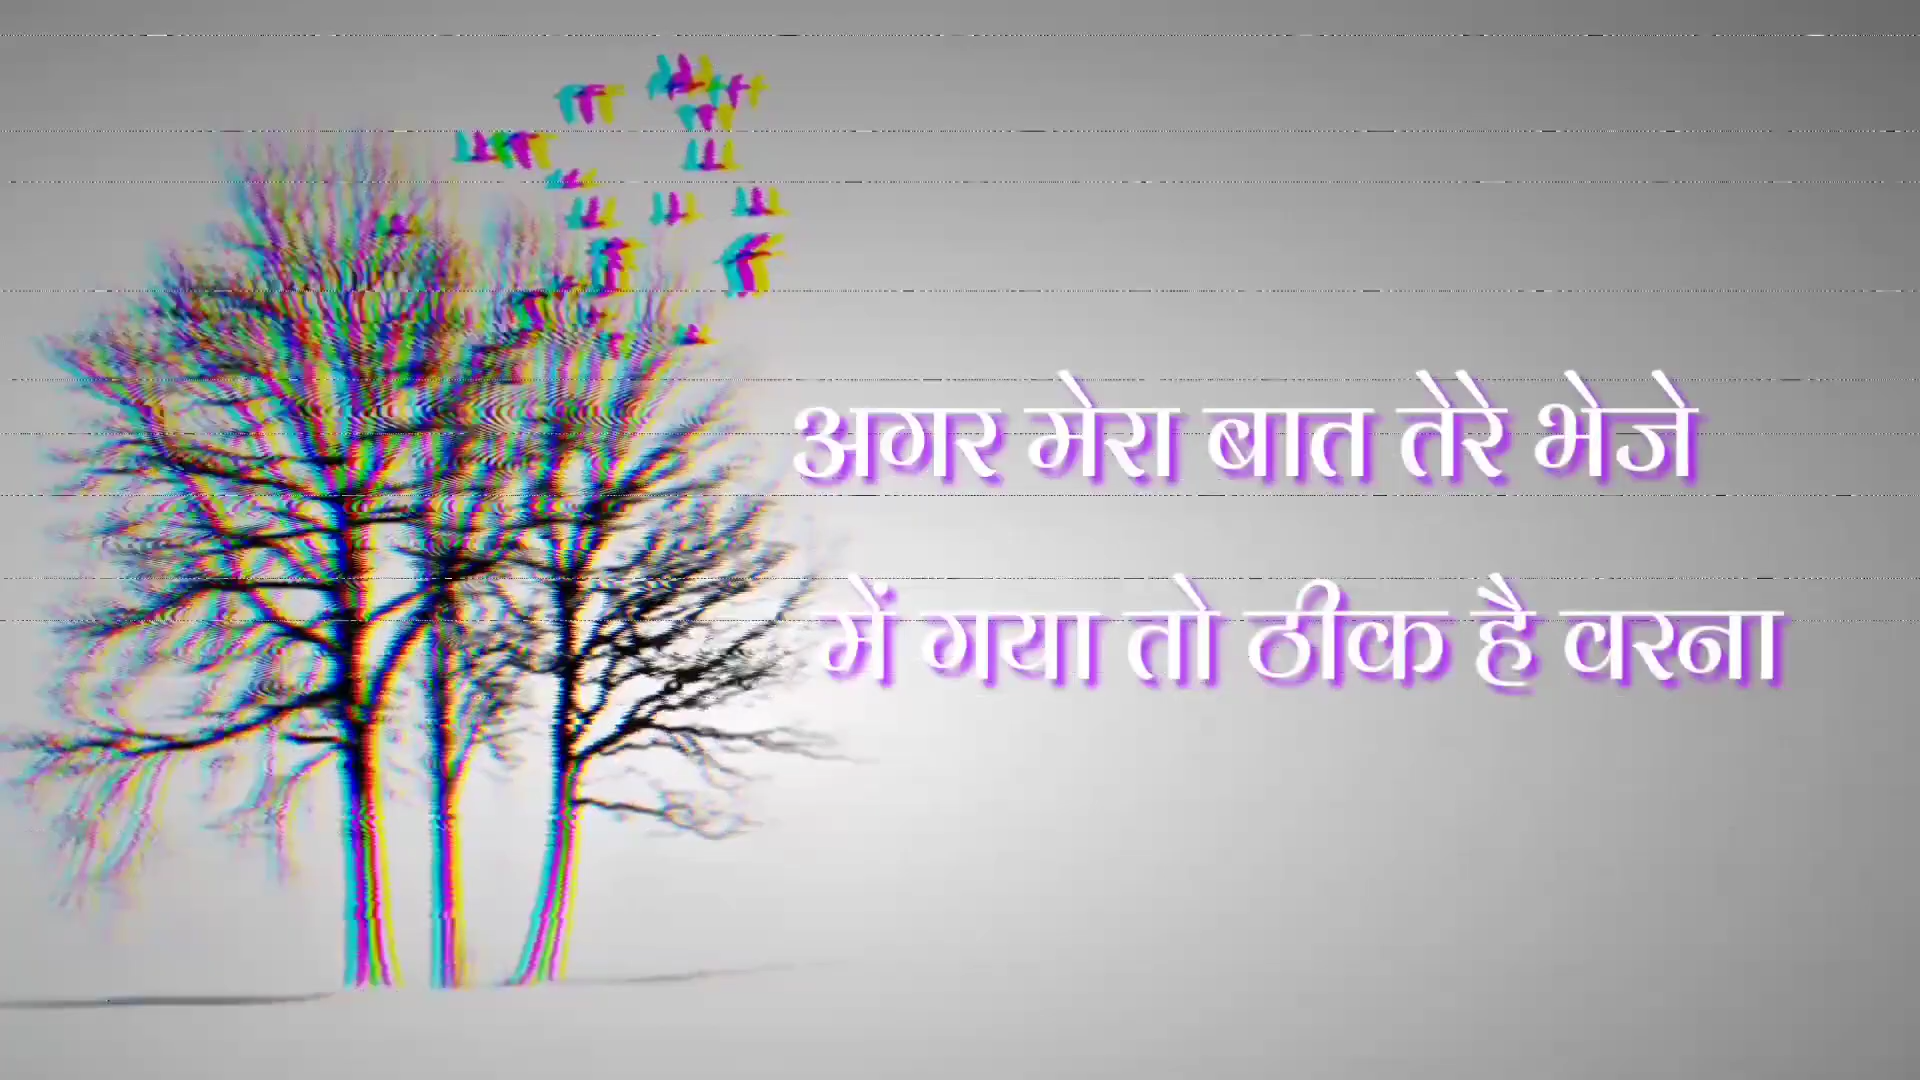 अगर मेरा बात तेरे भेजे
में गया तो ठीक है वरना